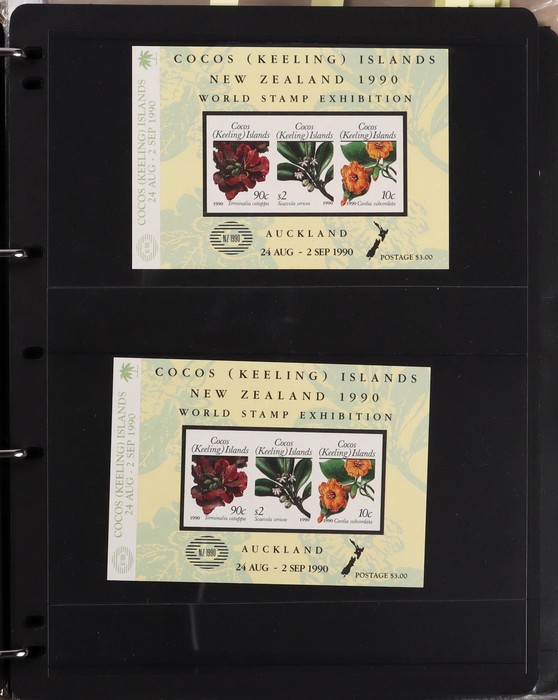 COCOS (KEELING) ISLANDS
NEW ZEALAND 1990
WORLD STAMP EXHIBITION
COCOS (KEELING) ISLANDS
24 AUG - 2 SEP 1990
Cocos
(Keeling) Islands
90c
1990 Terminalia catappa
Cocos
(Keeling) Islands
$2
Scaevola sericea
Cocos
(Keeling) Islands
10c
1990 Cordia subcordata
1990
NZ 1990
AUCKLAND
24 AUG - 2 SEP 1990
POSTAGE $3.00
COCOS (KEELING) ISLANDS
NEW ZEALAND 1990
WORLD STAMP EXHIBITION
COCOS (KEELING) ISLANDS
24 AUG - 2 SEP 1990
Cocos
(Keeling) Islands
90c
1990 Terminalia catappa
Cocos
(Keeling) Islands
$2
Scaevola sericea
Cocos
(Keeling) Islands
10c
1990 Cordia subcordata
NZ 1990
AUCKLAND
24 AUG - 2 SEP 1990
POSTAGE $3.00